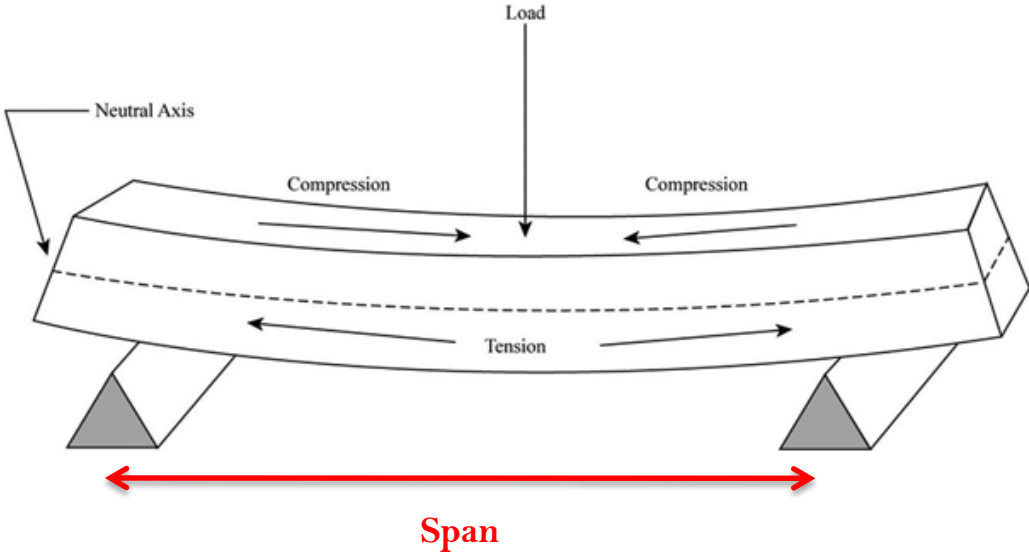 Load
Neutral Axis
Compression
Compression
Tension
Span